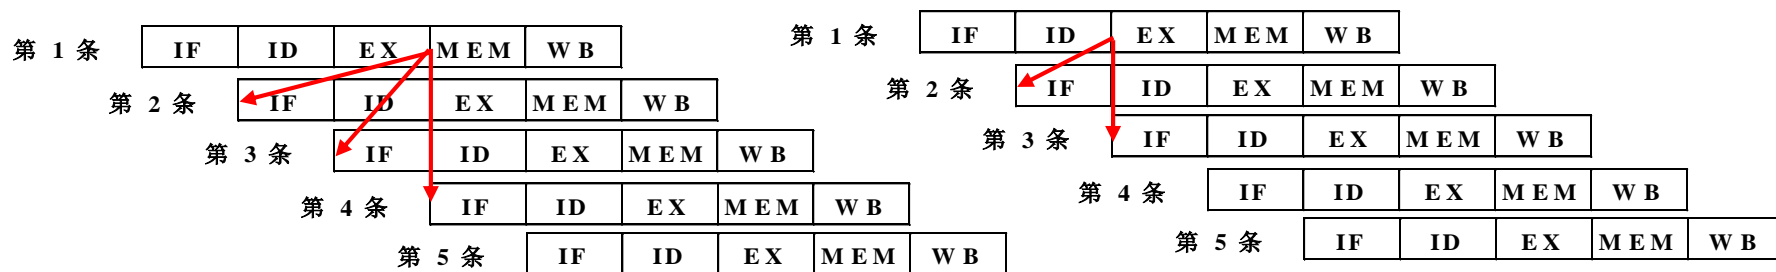 第 1 条 IF ID EX MEM WB
第 2 条 IF ID EX MEM WB
第 3 条 IF ID EX MEM WB
第 4 条 IF ID EX MEM WB
第 5 条 IF ID EX MEM WB
第 1 条 IF ID EX MEM WB
第 2 条 IF ID EX MEM WB
第 3 条 IF ID EX MEM WB
第 4 条 IF ID EX MEM WB
第 5 条 IF ID EX MEM WB